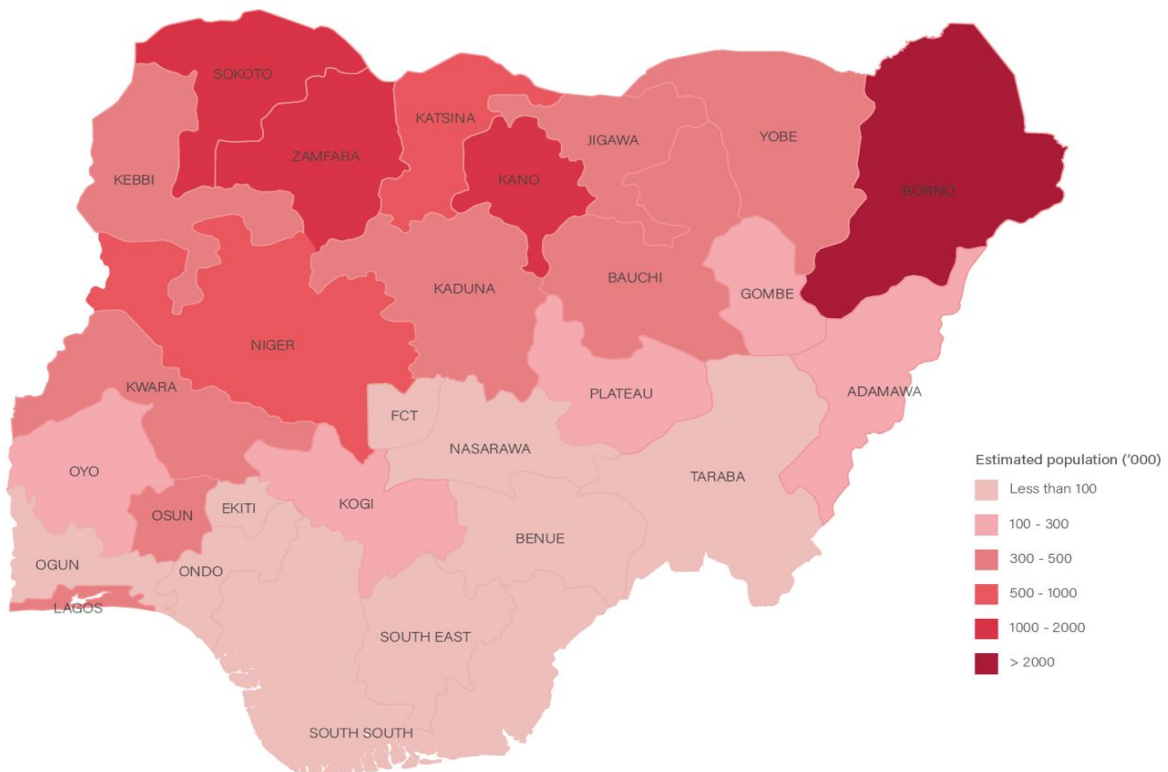 SOKOTO
KATSINA
ZAMFARA
JIGAWA
YOBE
KEBBI
KANO
BORNO
BAUCHI
KADUNA
GOMBE
NIGER
KWARA
PLATEAU
ADAMAWA
FCT
NASARAWA
OYO
TARABA
EKITI
KOGI
OSUN
BENUE
OGUN
ONDO
LAGOS
SOUTH EAST
SOUTH SOUTH
Estimated population ('000)
Less than 100
100 - 300
300 - 500
500 - 1000
1000 - 2000
> 2000